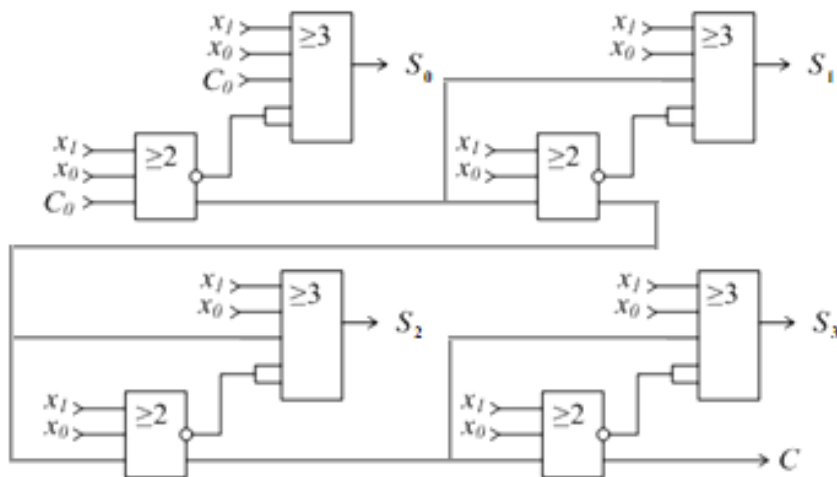 x₁ ≥3 x₁ ≥3
x₀ S₀ x₀ S₁
C₀
x₁ ≥2 x₁ ≥2
x₀ x₀
C₀
x₁ ≥3 x₁ ≥3
x₀ S₂ x₀ S₃
x₁ ≥2 x₁ ≥2
x₀ x₀
C